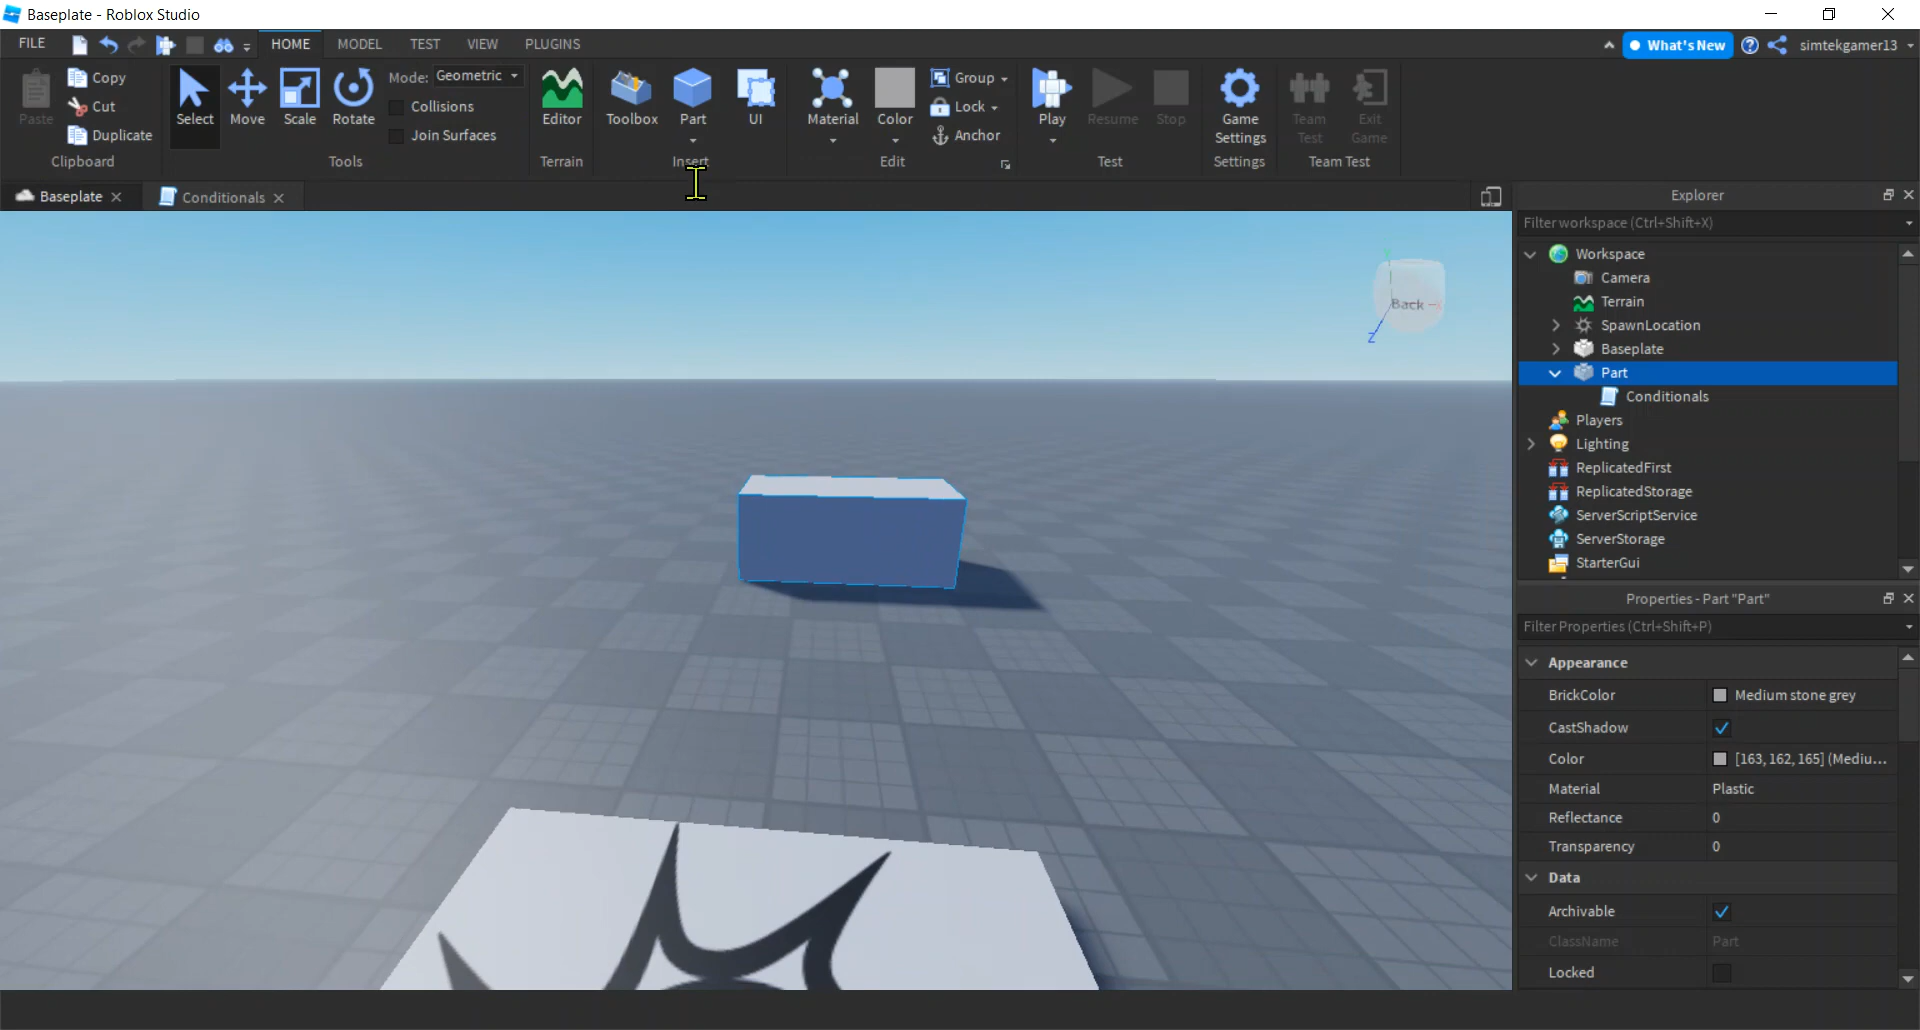 Baseplate - Roblox Studio
FILE HOME MODEL TEST VIEW PLUGINS What's New simtekgamer13
Paste Copy Cut Duplicate Clipboard
Select Move Scale Rotate Mode: Geometric
Collisions
Join Surfaces
Tools
Editor
Terrain
Toolbox Part UI
Insert
Material Color Group Lock Anchor
Edit
Play Resume Stop
Test
Game Settings
Settings
Team Test Exit Game
Team Test
Baseplate Conditionals
Back
X
Y
Z
Explorer
Filter workspace (Ctrl+Shift+X)
Workspace
Camera
Terrain
SpawnLocation
Baseplate
Part
Conditionals
Players
Lighting
ReplicatedFirst
ReplicatedStorage
ServerScriptService
ServerStorage
StarterGui
Properties - Part "Part"
Filter Properties (Ctrl+Shift+P)
Appearance
BrickColor Medium stone grey
CastShadow
Color [163, 162, 165] (Mediu...
Material Plastic
Reflectance 0
Transparency 0
Data
Archivable
ClassName Part
Locked